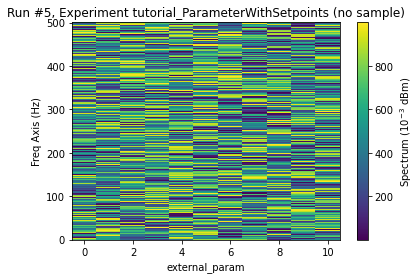 Run #5, Experiment tutorial_ParameterWithSetpoints (no sample)
500
400
300
200
100
0
Freq Axis (Hz)
0 2 4 6 8 10
external_param
800
600
400
200
Spectrum (10⁻³ dBm)